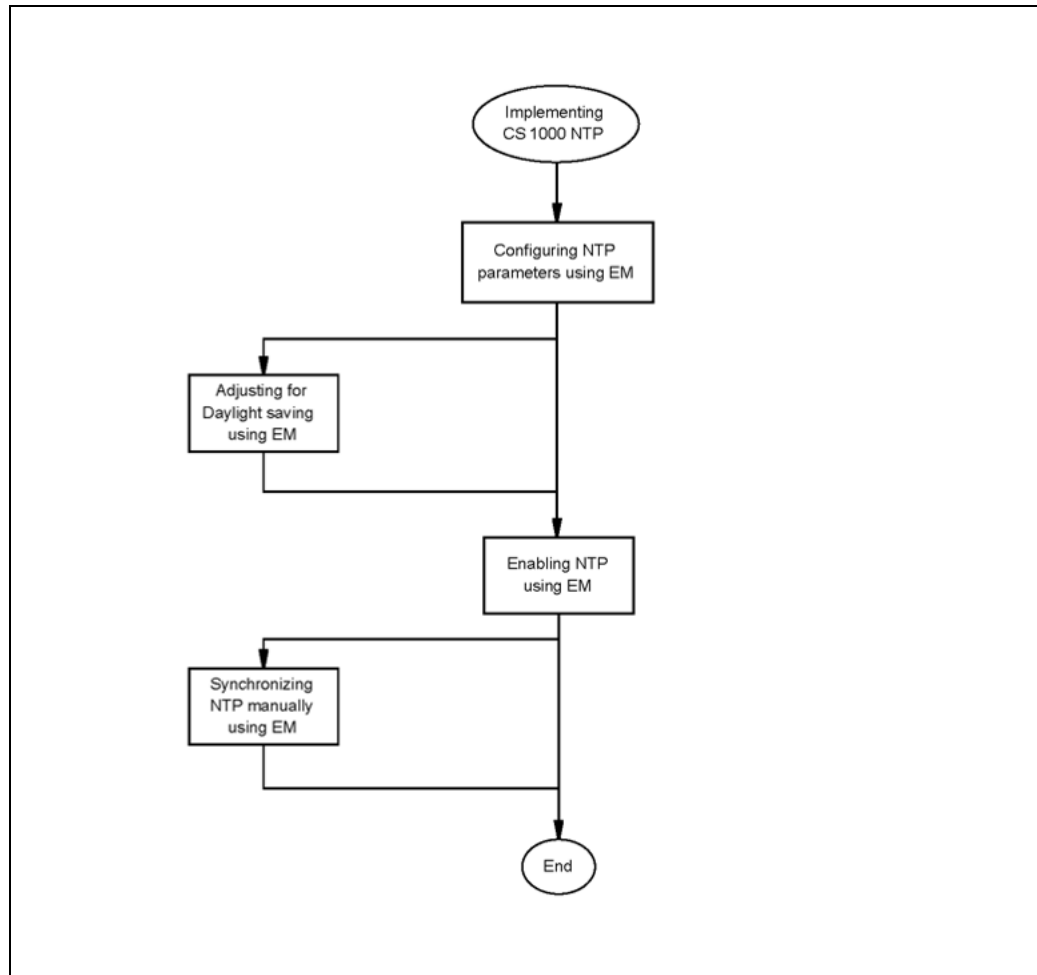 Implementing
CS 1000 NTP
Configuring NTP
parameters using EM
Adjusting for
Daylight saving
using EM
Enabling NTP
using EM
Synchronizing
NTP manually
using EM
End